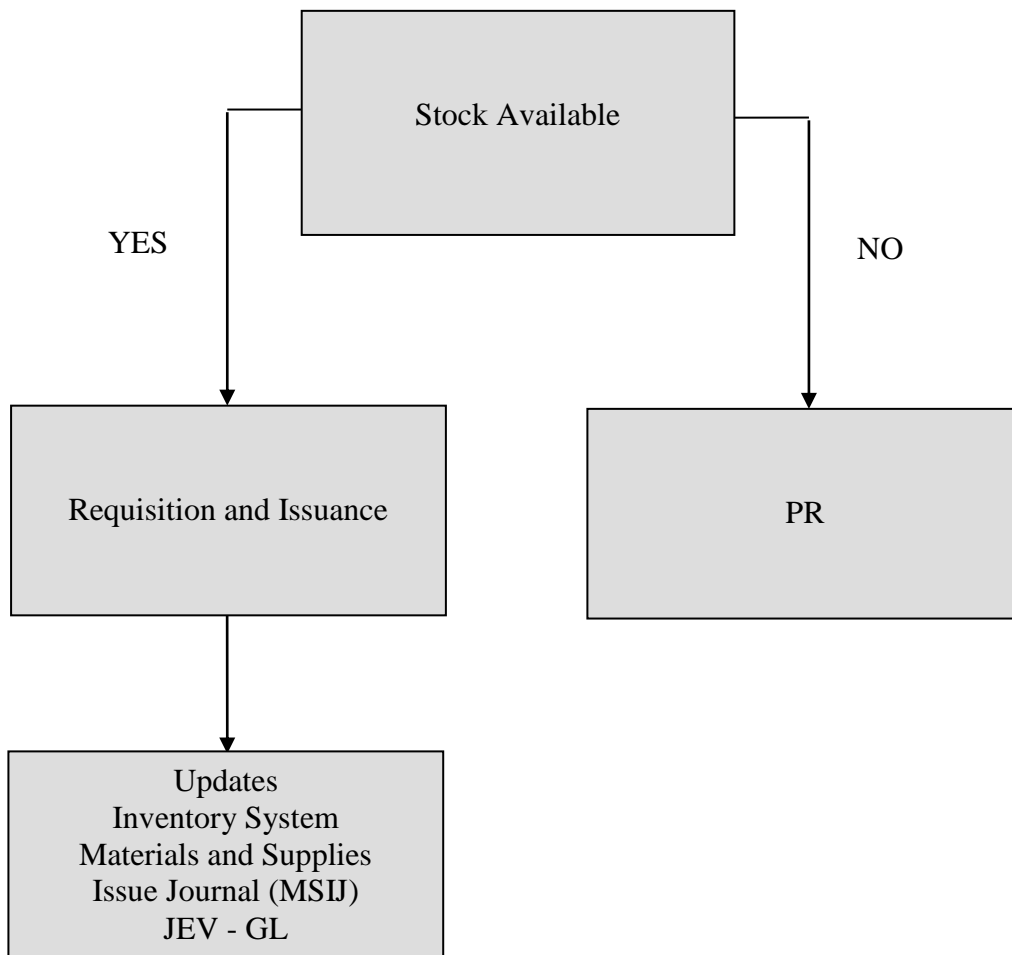 Stock Available
YES
NO
Requisition and Issuance
PR
Updates
Inventory System
Materials and Supplies
Issue Journal (MSIJ)
JEV - GL